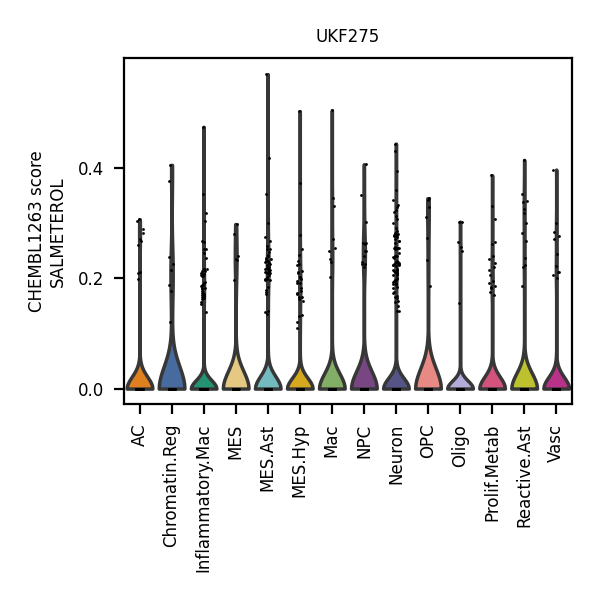 UKF275
CHEMBL1263 score
SALMETEROL
0.4
0.2
0.0
AC
Chromatin.Reg
Inflammatory.Mac
MES
MES.Ast
MES.Hyp
Mac
NPC
Neuron
OPC
Oligo
Prolif.Metab
Reactive.Ast
Vasc